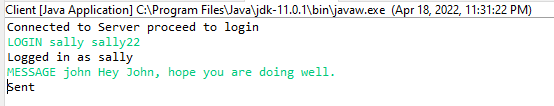 Client [Java Application] C:\Program Files\Java\jdk-11.0.1\bin\javaw.exe (Apr 18, 2022, 11:31:22 PM)
Connected to Server proceed to login
LOGIN sally sally22
Logged in as sally
MESSAGE john Hey John, hope you are doing well.
Sent